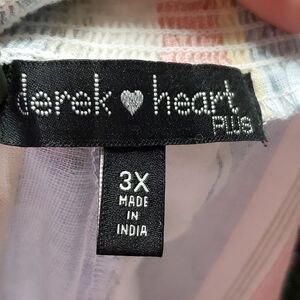 derek ♥ heart
PLUS
3X
MADE
IN
INDIA